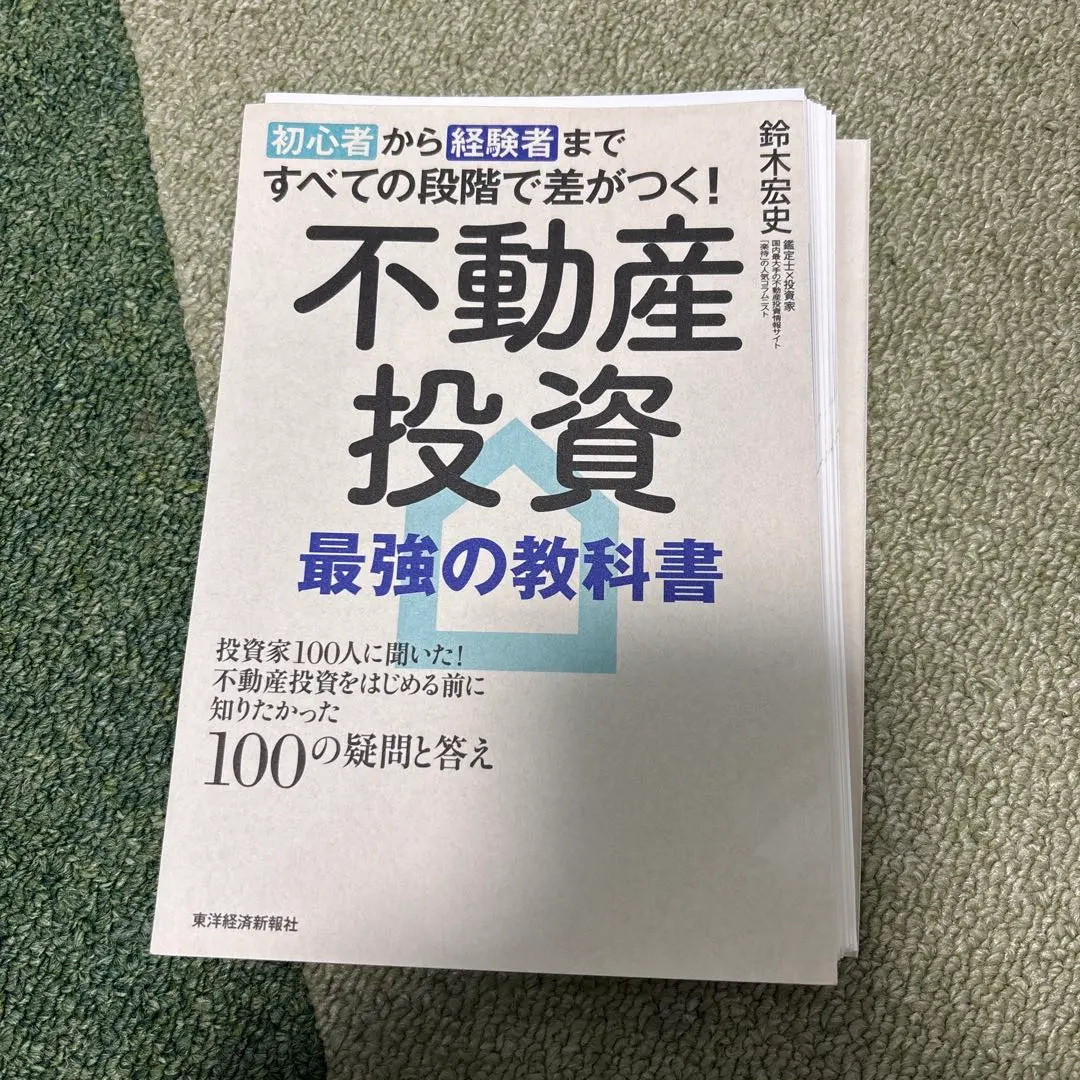 初心者から経験者まで
すべての段階で差がつく!
不動産
投資
最強の教科書
鈴木宏史
鑑定士×投資家
国内最大手の不動産投資情報サイト
「楽待」の人気コラムニスト
投資家100人に聞いた!
不動産投資をはじめる前に
知りたかった
100の疑問と答え
東洋経済新報社